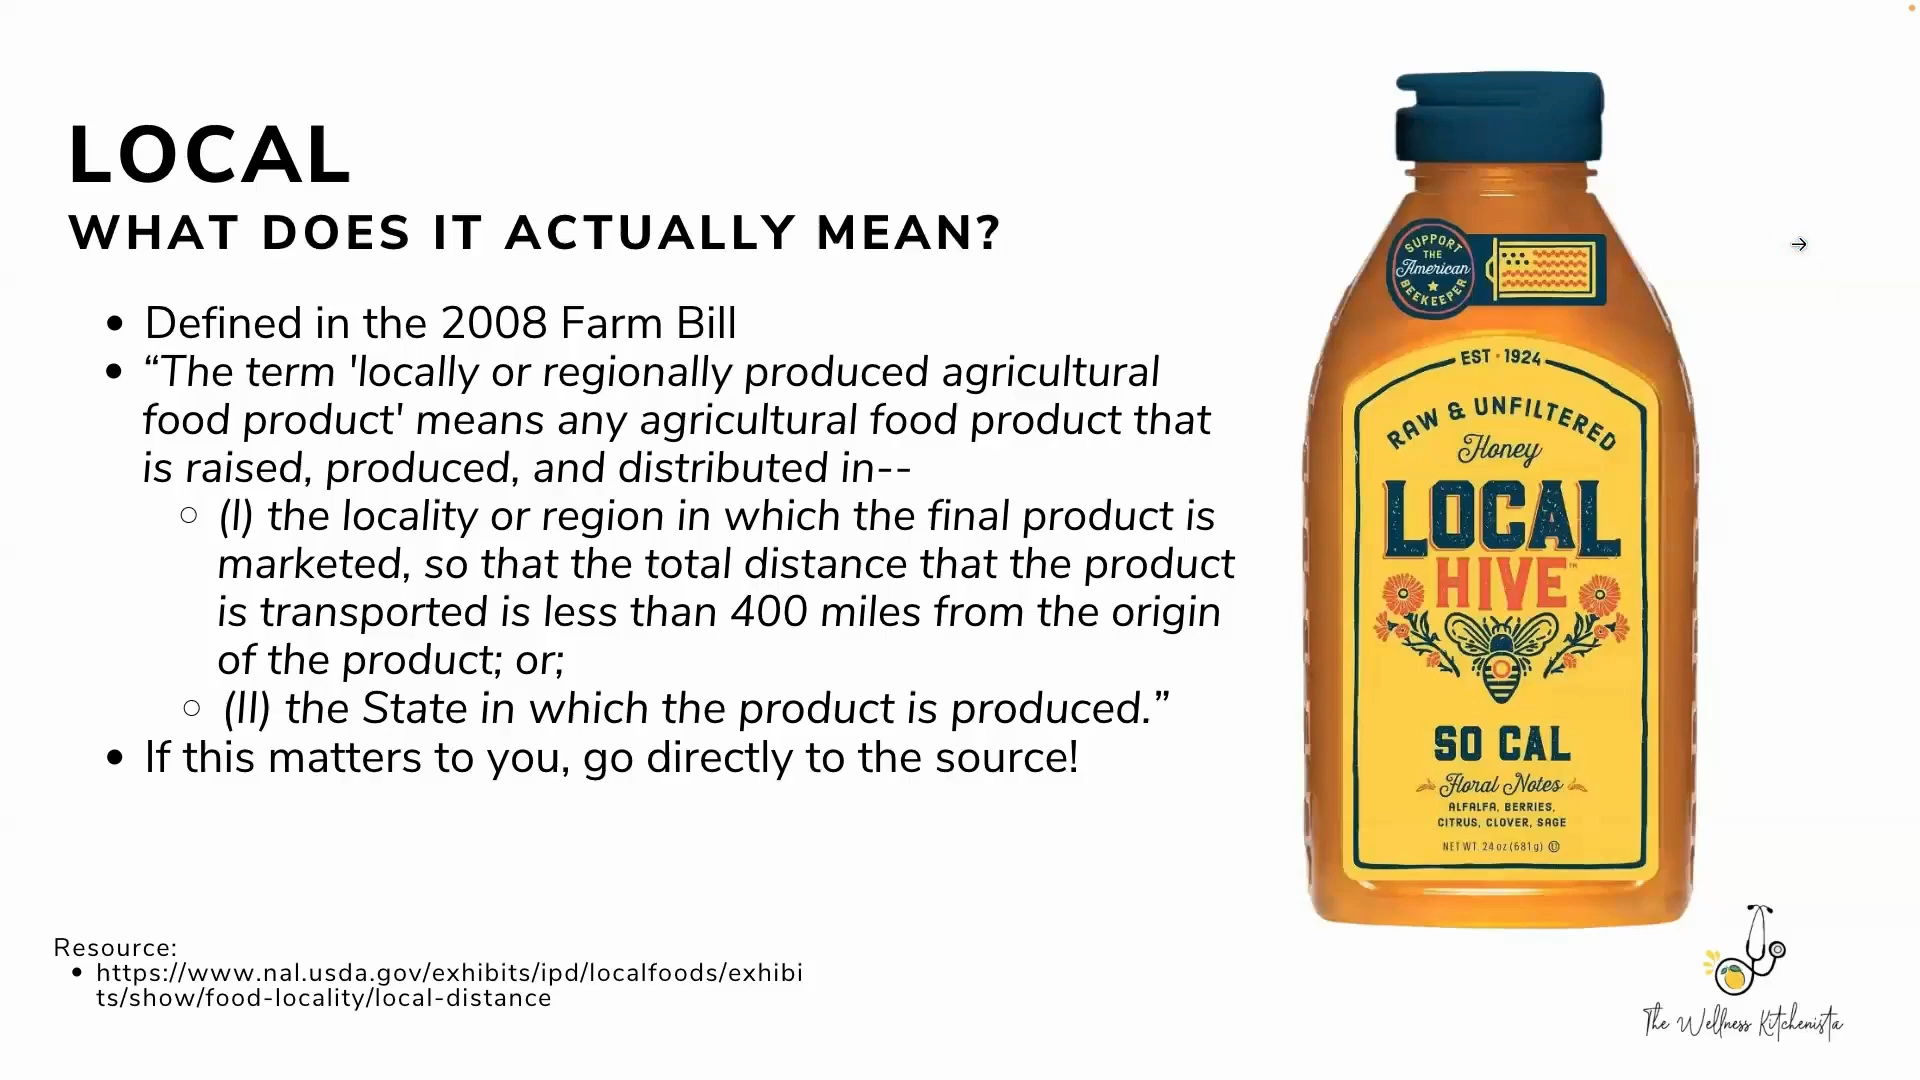 LOCAL
WHAT DOES IT ACTUALLY MEAN?
• Defined in the 2008 Farm Bill
• “The term 'locally or regionally produced agricultural
food product' means any agricultural food product that
is raised, produced, and distributed in--
○ (I) the locality or region in which the final product is
marketed, so that the total distance that the product
is transported is less than 400 miles from the origin
of the product; or;
○ (II) the State in which the product is produced.”
• If this matters to you, go directly to the source!
Resource:
• https://www.nal.usda.gov/exhibits/ipd/localfoods/exhibi
ts/show/food-locality/local-distance
SUPPORT
THE
American
BEEKEEPER
EST · 1924
RAW & UNFILTERED
Honey
LOCAL
HIVE™
SO CAL
Floral Notes
ALFALFA, BERRIES,
CITRUS, CLOVER, SAGE
NET WT. 24 oz (681g)
The Wellness Kitchenista